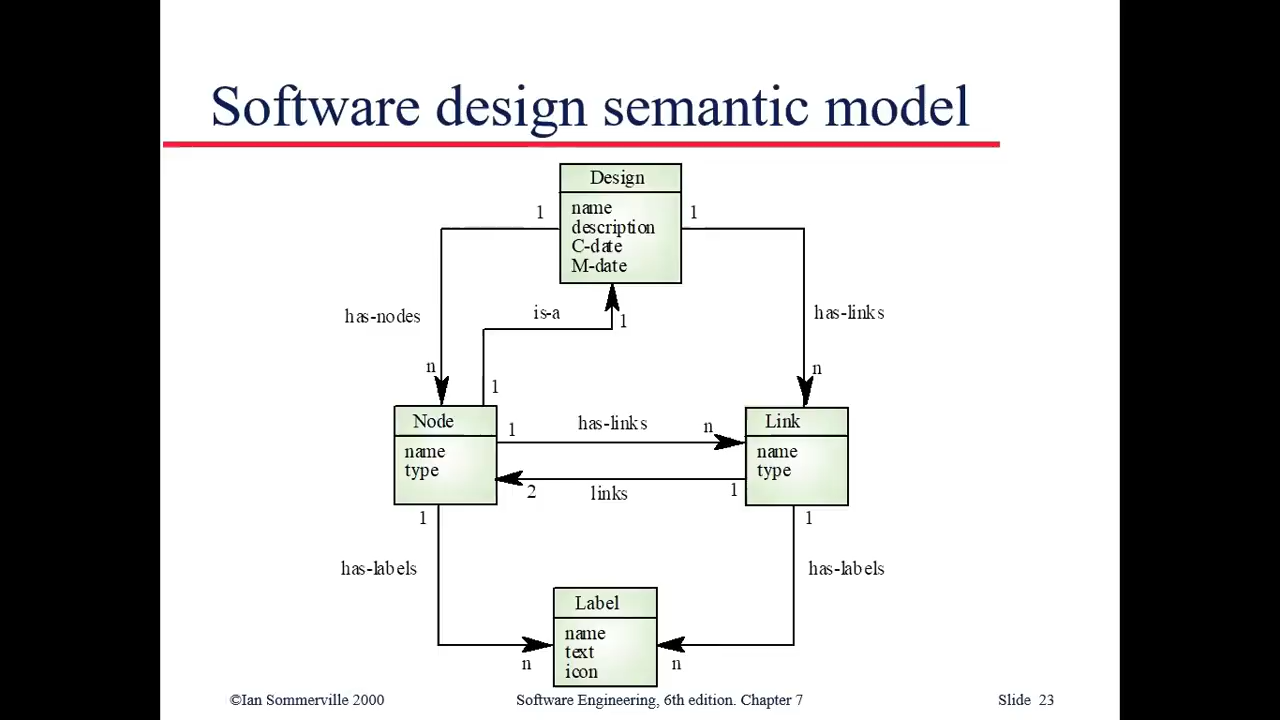 Software design semantic model
Design
1
1
name
description
C-date
M-date
has-nodes
is-a
1
has-links
n
1
n
Node
1
has-links
n
Link
name
type
name
type
2
links
1
1
1
has-labels
has-labels
Label
name
text
icon
n
n
©Ian Sommerville 2000
Software Engineering, 6th edition. Chapter 7
Slide 23